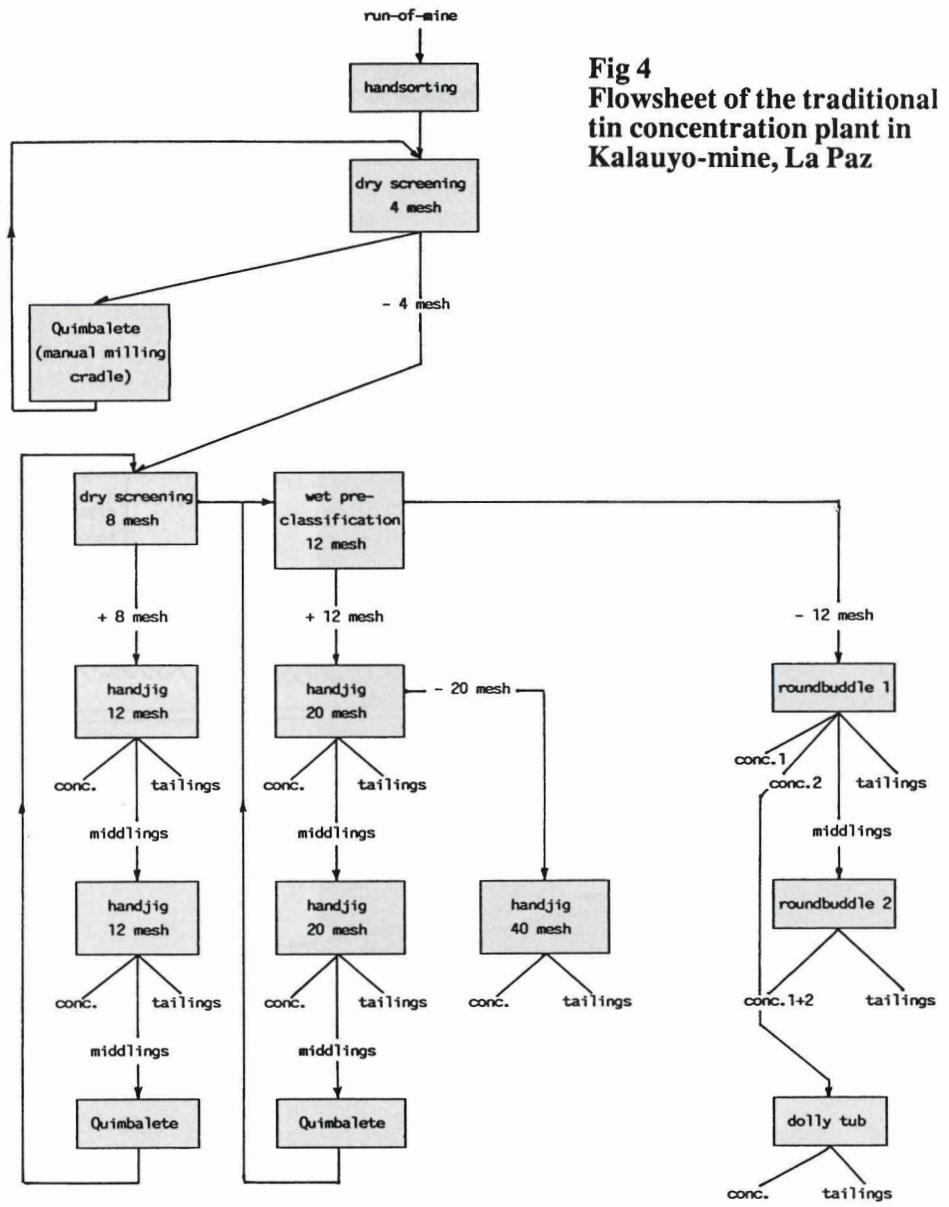 run-of-mine
Fig 4
Flowsheet of the traditional
tin concentration plant in
Kalauyo-mine, La Paz
handsorting
dry screening
4 mesh
- 4 mesh
Quimbalete
(manual milling
cradle)
dry screening
8 mesh
wet pre-
classification
12 mesh
+ 8 mesh
+ 12 mesh
- 12 mesh
handjig
12 mesh
handjig
20 mesh
- 20 mesh
roundbuddle 1
conc.
tailings
conc.
tailings
conc.1
conc.2
tailings
middlings
middlings
middlings
handjig
12 mesh
handjig
20 mesh
handjig
40 mesh
roundbuddle 2
conc.
tailings
conc.
tailings
conc.
tailings
conc.1+2
tailings
middlings
middlings
Quimbalete
Quimbalete
dolly tub
conc.
tailings